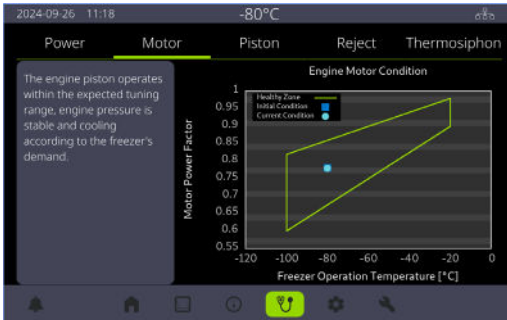 2024-09-26 11:18
-80°C
Power
Motor
Piston
Reject
Thermosiphon
The engine piston operates
within the expected tuning
range, engine pressure is
stable and cooling
according to the freezer's
demand.
Engine Motor Condition
Healthy Zone
Initial Condition
Current Condition
Motor Power Factor
1
0.95
0.9
0.85
0.8
0.75
0.7
0.65
0.6
0.55
-120 -100 -80 -60 -40 -20 0
Freezer Operation Temperature [°C]